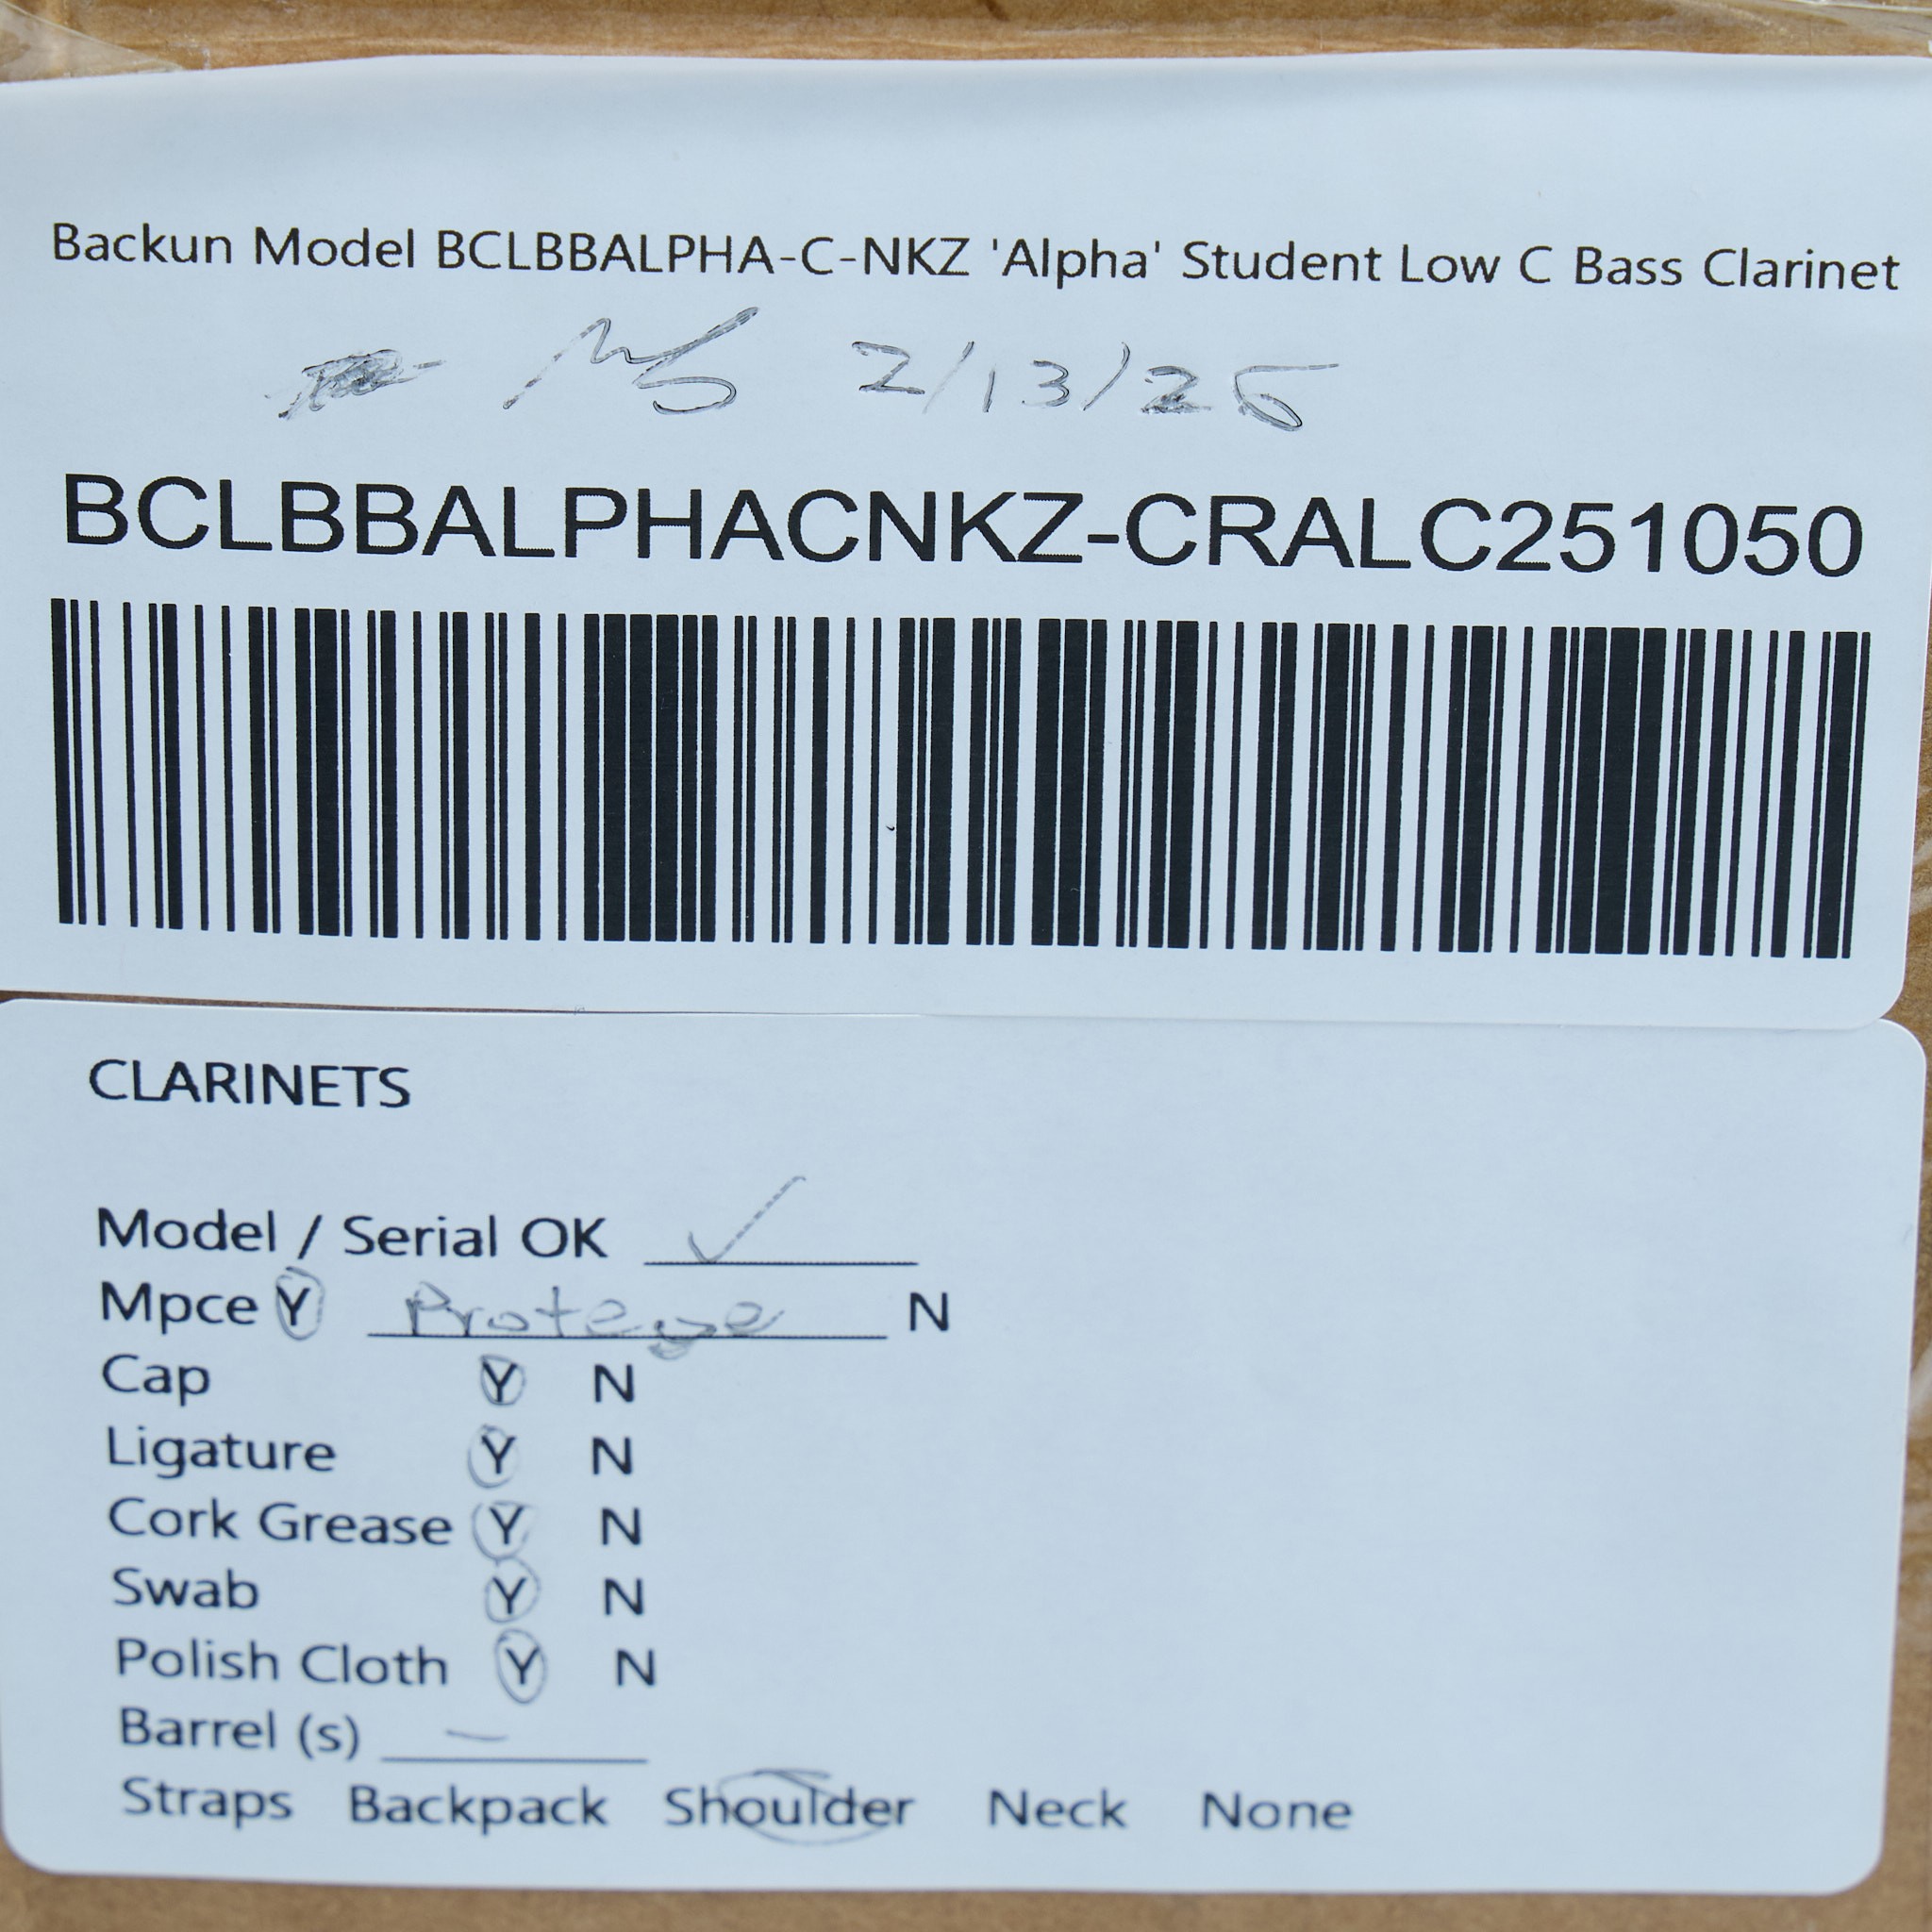 Backun Model BCLBBALPHA-C-NKZ 'Alpha' Student Low C Bass Clarinet
2/13/25
BCLBBALPHACNKZ-CRALC251050
CLARINETS
Model / Serial OK ✓
Mpce Y Protege N
Cap Y N
Ligature Y N
Cork Grease Y N
Swab Y N
Polish Cloth Y N
Barrel (s) —
Straps Backpack Shoulder Neck None